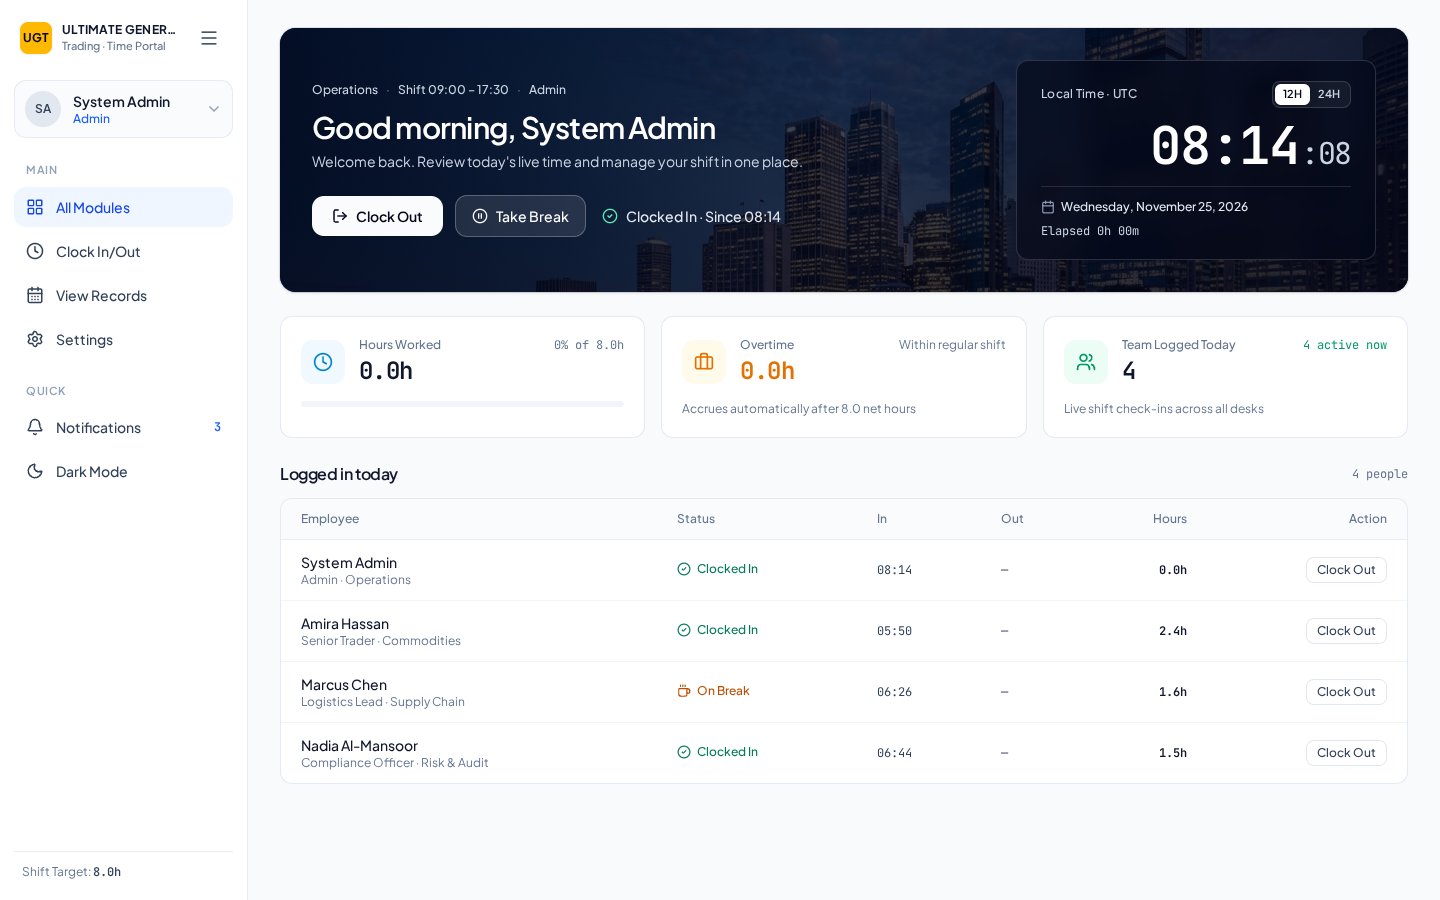 UGT
ULTIMATE GENER...
Trading · Time Portal
SA
System Admin
Admin
MAIN
All Modules
Clock In/Out
View Records
Settings
QUICK
Notifications 3
Dark Mode
Shift Target: 8.0h
Operations · Shift 09:00 – 17:30 · Admin
Good morning, System Admin
Welcome back. Review today's live time and manage your shift in one place.
Clock Out Take Break Clocked In · Since 08:14
Local Time · UTC 12H 24H
08:14:08
Wednesday, November 25, 2026
Elapsed 0h 00m
Hours Worked 0% of 8.0h
0.0h
Overtime Within regular shift
0.0h
Accrues automatically after 8.0 net hours
Team Logged Today 4 active now
4
Live shift check-ins across all desks
Logged in today 4 people
Employee Status In Out Hours Action
System Admin
Admin · Operations
Clocked In 08:14 — 0.0h Clock Out
Amira Hassan
Senior Trader · Commodities
Clocked In 05:50 — 2.4h Clock Out
Marcus Chen
Logistics Lead · Supply Chain
On Break 06:26 — 1.6h Clock Out
Nadia Al-Mansoor
Compliance Officer · Risk & Audit
Clocked In 06:44 — 1.5h Clock Out